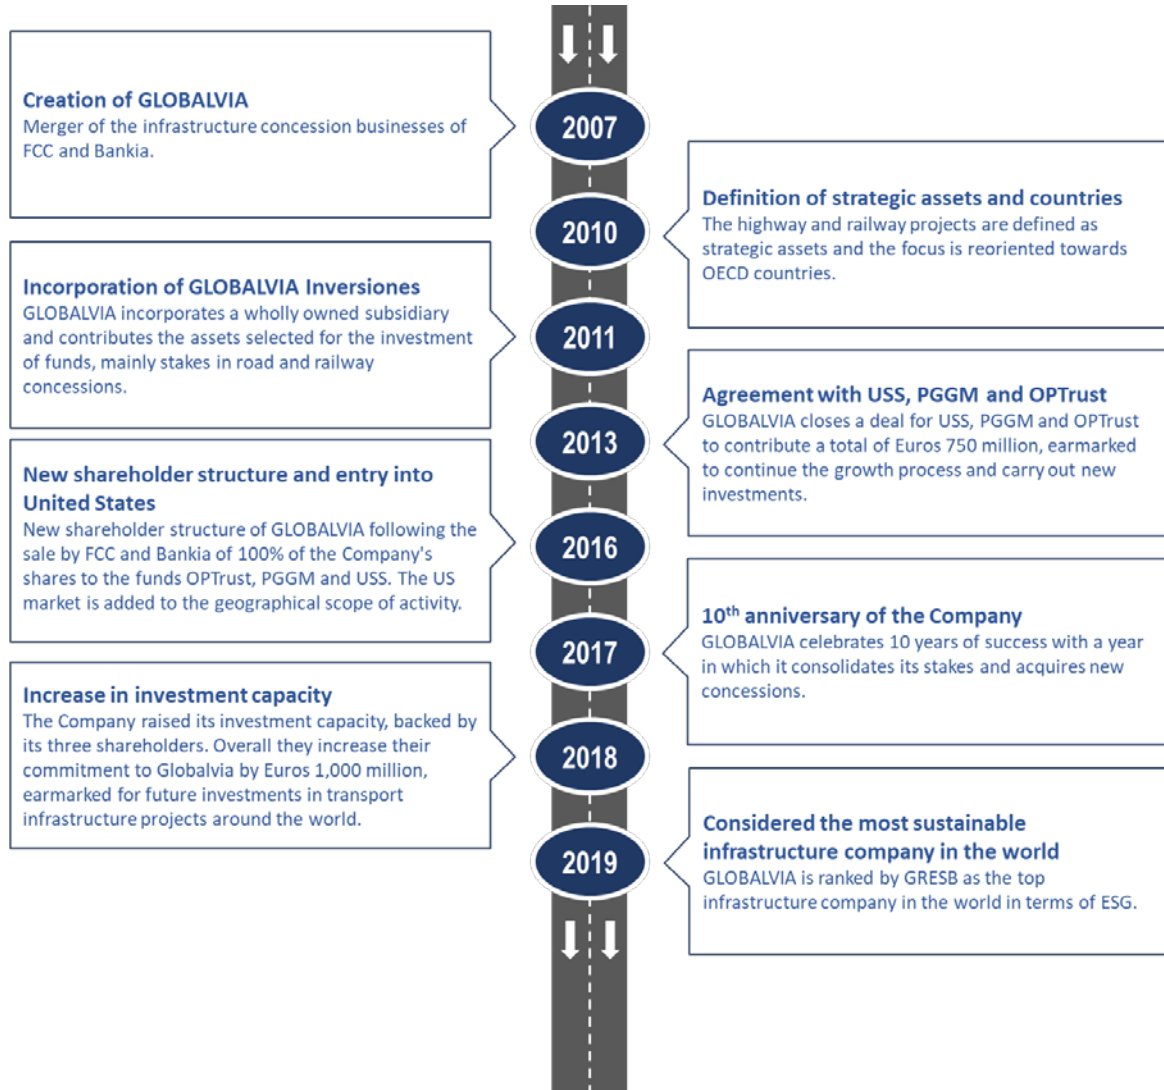 2007
Creation of GLOBALVIA
Merger of the infrastructure concession businesses of
FCC and Bankia.
2010
Definition of strategic assets and countries
The highway and railway projects are defined as
strategic assets and the focus is reoriented towards
OECD countries.
2011
Incorporation of GLOBALVIA Inversiones
GLOBALVIA incorporates a wholly owned subsidiary
and contributes the assets selected for the investment
of funds, mainly stakes in road and railway
concessions.
2013
Agreement with USS, PGGM and OPTrust
GLOBALVIA closes a deal for USS, PGGM and OPTrust
to contribute a total of Euros 750 million, earmarked
to continue the growth process and carry out new
investments.
2016
New shareholder structure and entry into
United States
New shareholder structure of GLOBALVIA following the
sale by FCC and Bankia of 100% of the Company's
shares to the funds OPTrust, PGGM and USS. The US
market is added to the geographical scope of activity.
2017
10th anniversary of the Company
GLOBALVIA celebrates 10 years of success with a year
in which it consolidates its stakes and acquires new
concessions.
2018
Increase in investment capacity
The Company raised its investment capacity, backed by
its three shareholders. Overall they increase their
commitment to Globalvia by Euros 1,000 million,
earmarked for future investments in transport
infrastructure projects around the world.
2019
Considered the most sustainable
infrastructure company in the world
GLOBALVIA is ranked by GRESB as the top
infrastructure company in the world in terms of ESG.